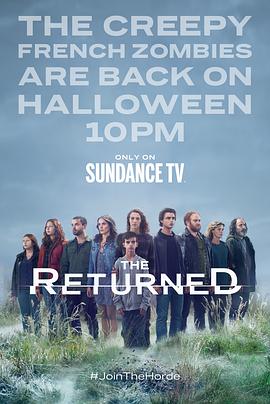 THE CREEPY
FRENCH ZOMBIES
ARE BACK ON
HALLOWEEN
10PM
ONLY ON
SUNDANCE TV
THE
RETURNED
#JoinTheHorde